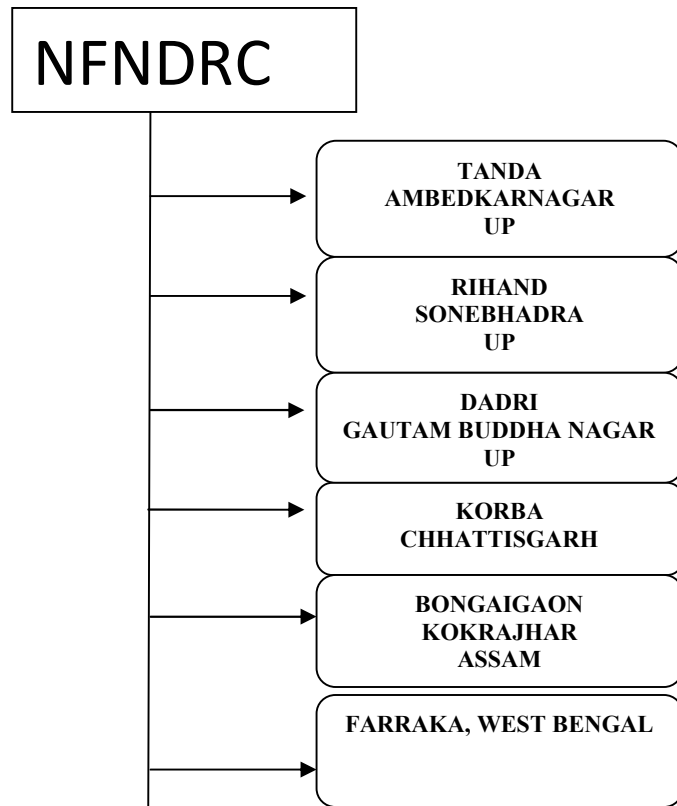 NFNDRC
TANDA
AMBEDKARNAGAR
UP
RIHAND
SONEBHADRA
UP
DADRI
GAUTAM BUDDHA NAGAR
UP
KORBA
CHHATTISGARH
BONGAIGAON
KOKRAJHAR
ASSAM
FARRAKA, WEST BENGAL